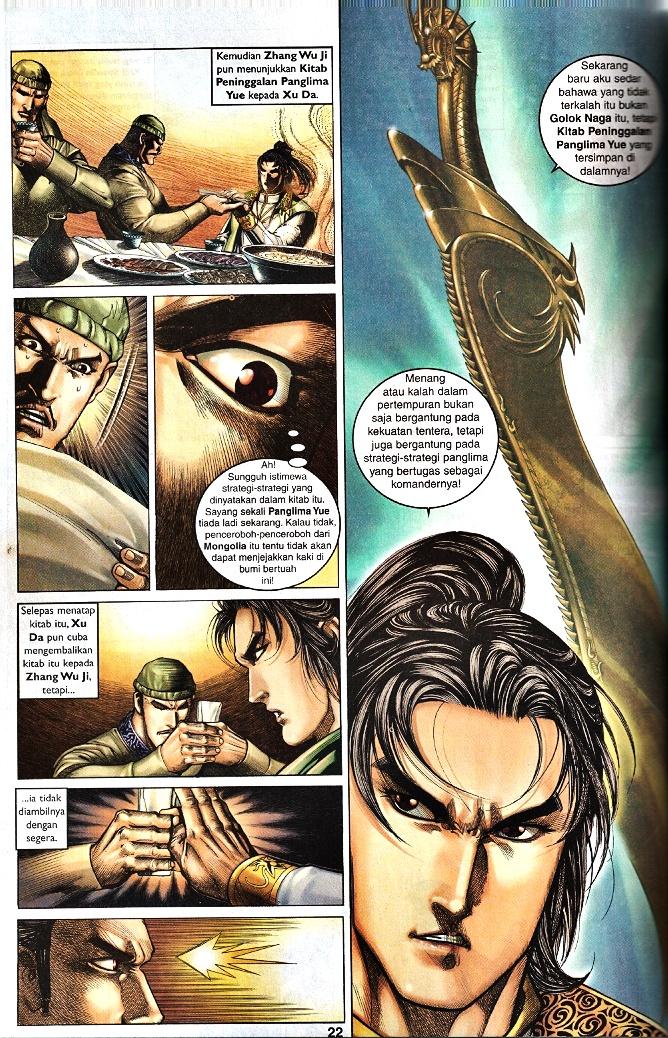 Kemudian Zhang Wu Ji
pun menunjukkan Kitab
Peninggalan Panglima
Yue kepada Xu Da.
Ah!
Sungguh istimewa
strategi-strategi yang
dinyatakan dalam kitab itu.
Sayang sekali Panglima Yue
tiada ladi sekarang. Kalau tidak,
penceroboh-penceroboh dari
Mongolia itu tentu tidak akan
dapat menjejakkan kaki di
bumi bertuah
ini!
Selepas menatap
kitab itu, Xu
Da pun cuba
mengembalikan
kitab itu kepada
Zhang Wu Ji,
tetapi...
...ia tidak
diambilnya
dengan
segera.
22
Sekarang
baru aku sedar
bahawa yang tidak
terkalah itu bukan
Golok Naga itu, tetapi
Kitab Peninggalan
Panglima Yue yang
tersimpan di
dalamnya!
Menang
atau kalah dalam
pertempuran bukan
saja bergantung pada
kekuatan tentera, tetapi
juga bergantung pada
strategi-strategi panglima
yang bertugas sebagai
komandernya!